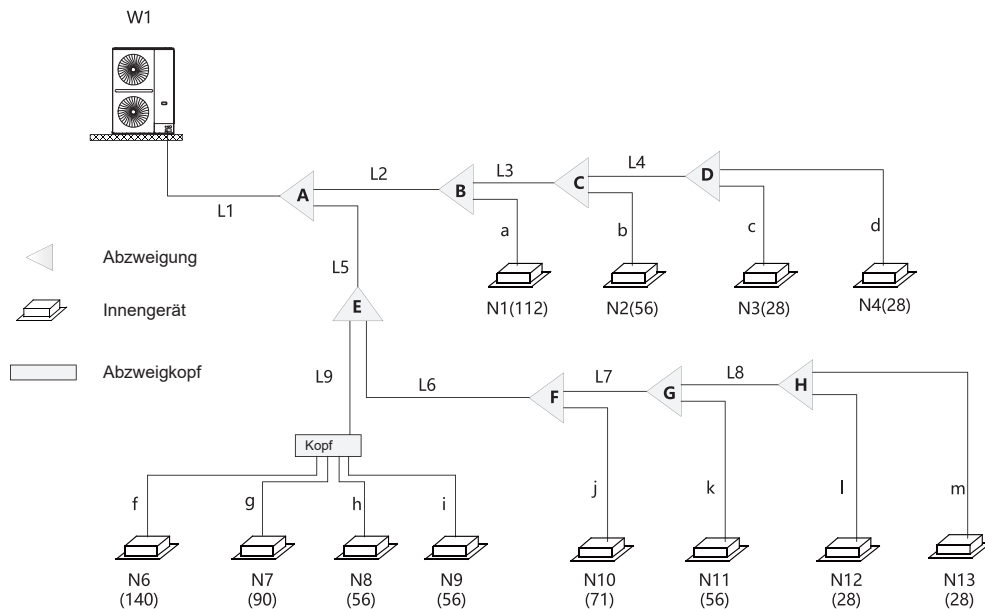 W1
L1
A
L2
B
L3
C
L4
D
a
b
c
d
N1(112)
N2(56)
N3(28)
N4(28)
Abzweigung
Innengerät
Abzweigkopf
L5
E
L9
L6
F
L7
G
L8
H
Kopf
f
g
h
i
j
k
l
m
N6
(140)
N7
(90)
N8
(56)
N9
(56)
N10
(71)
N11
(56)
N12
(28)
N13
(28)